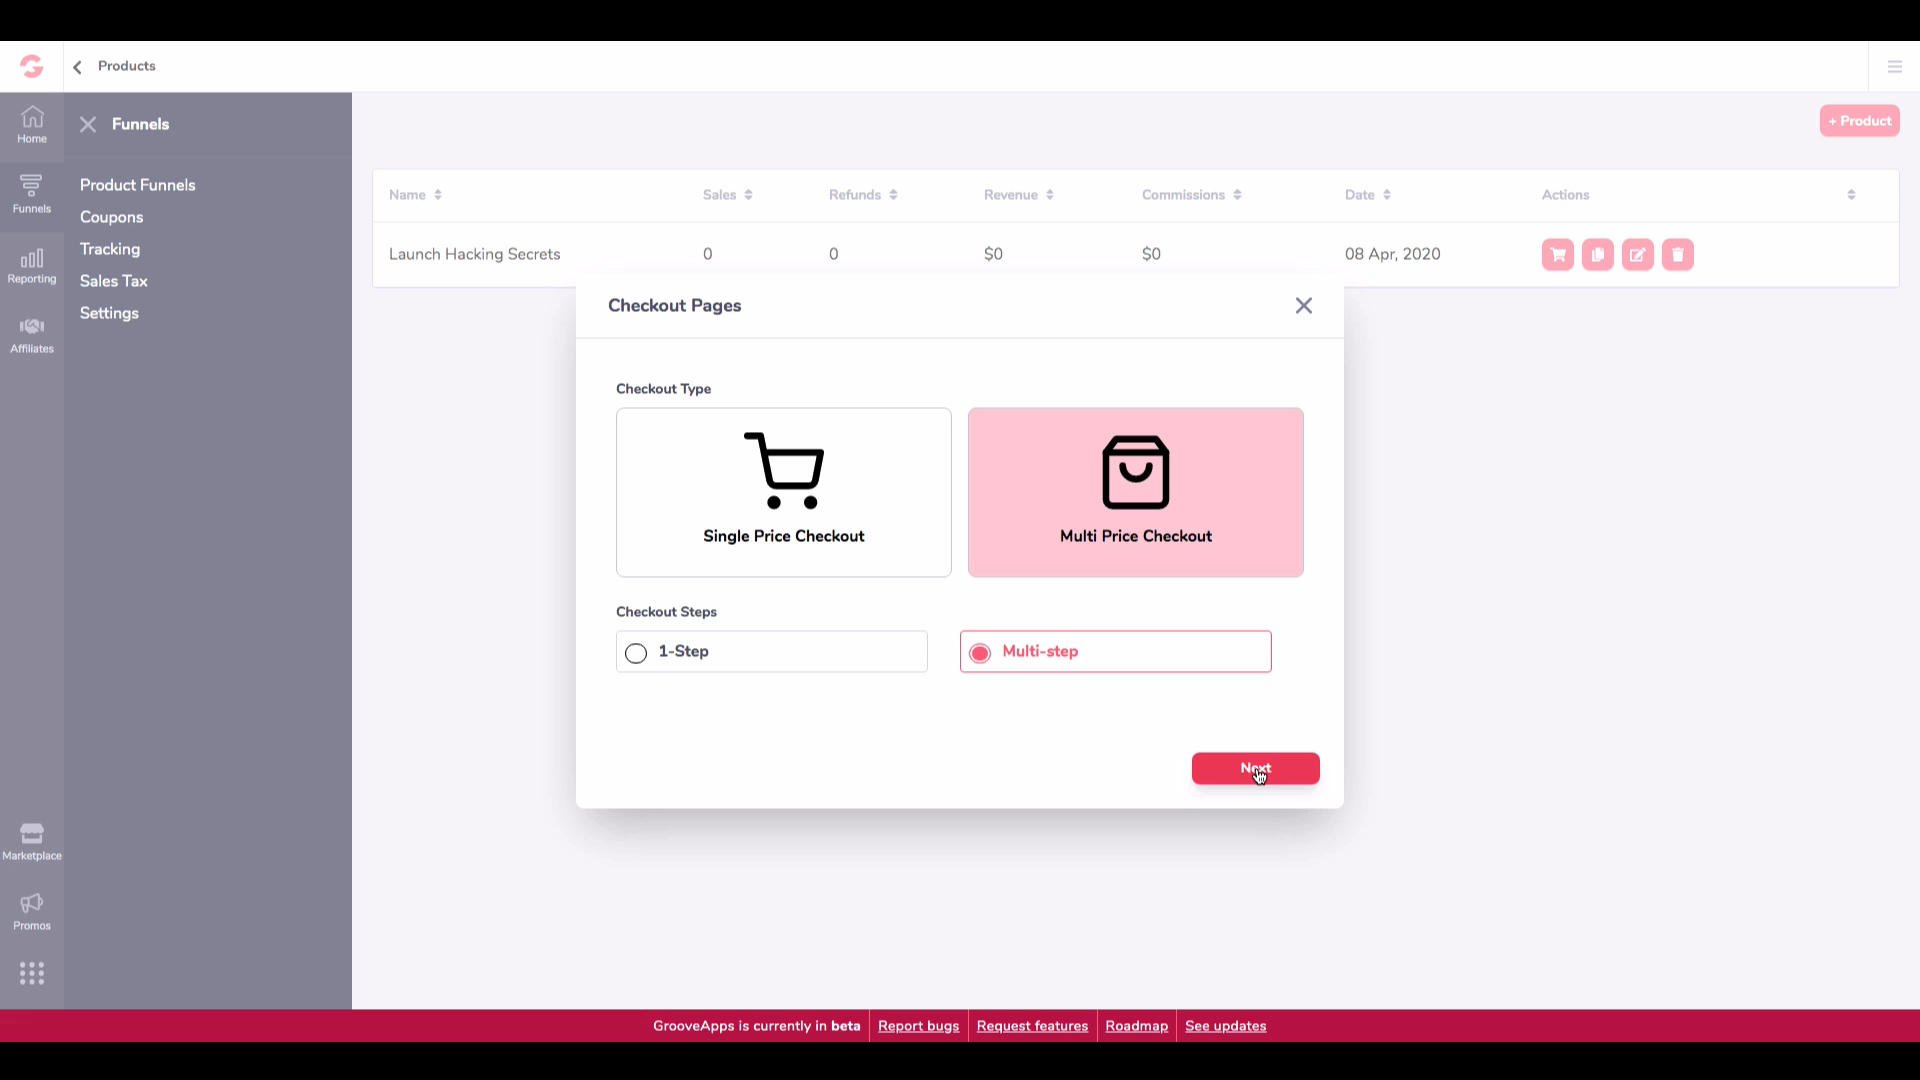 Products
Home
Funnels
Funnels
Reporting
Affiliates
Marketplace
Promos
Product Funnels
Coupons
Tracking
Sales Tax
Settings
+ Product
Name Sales Refunds Revenue Commissions Date Actions
Launch Hacking Secrets 0 0 $0 $0 08 Apr, 2020
Checkout Pages
Checkout Type
Single Price Checkout Multi Price Checkout
Checkout Steps
1-Step Multi-step
Next
GrooveApps is currently in beta Report bugs Request features Roadmap See updates